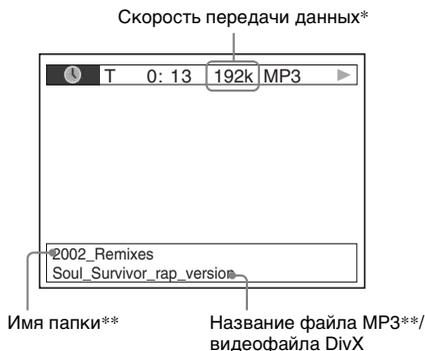 Скорость передачи данных*
T 0: 13 192k MP3
2002_Remixes
Soul_Survivor_rap_version
Имя папки**
Название файла MP3**/
видеофайла DivX